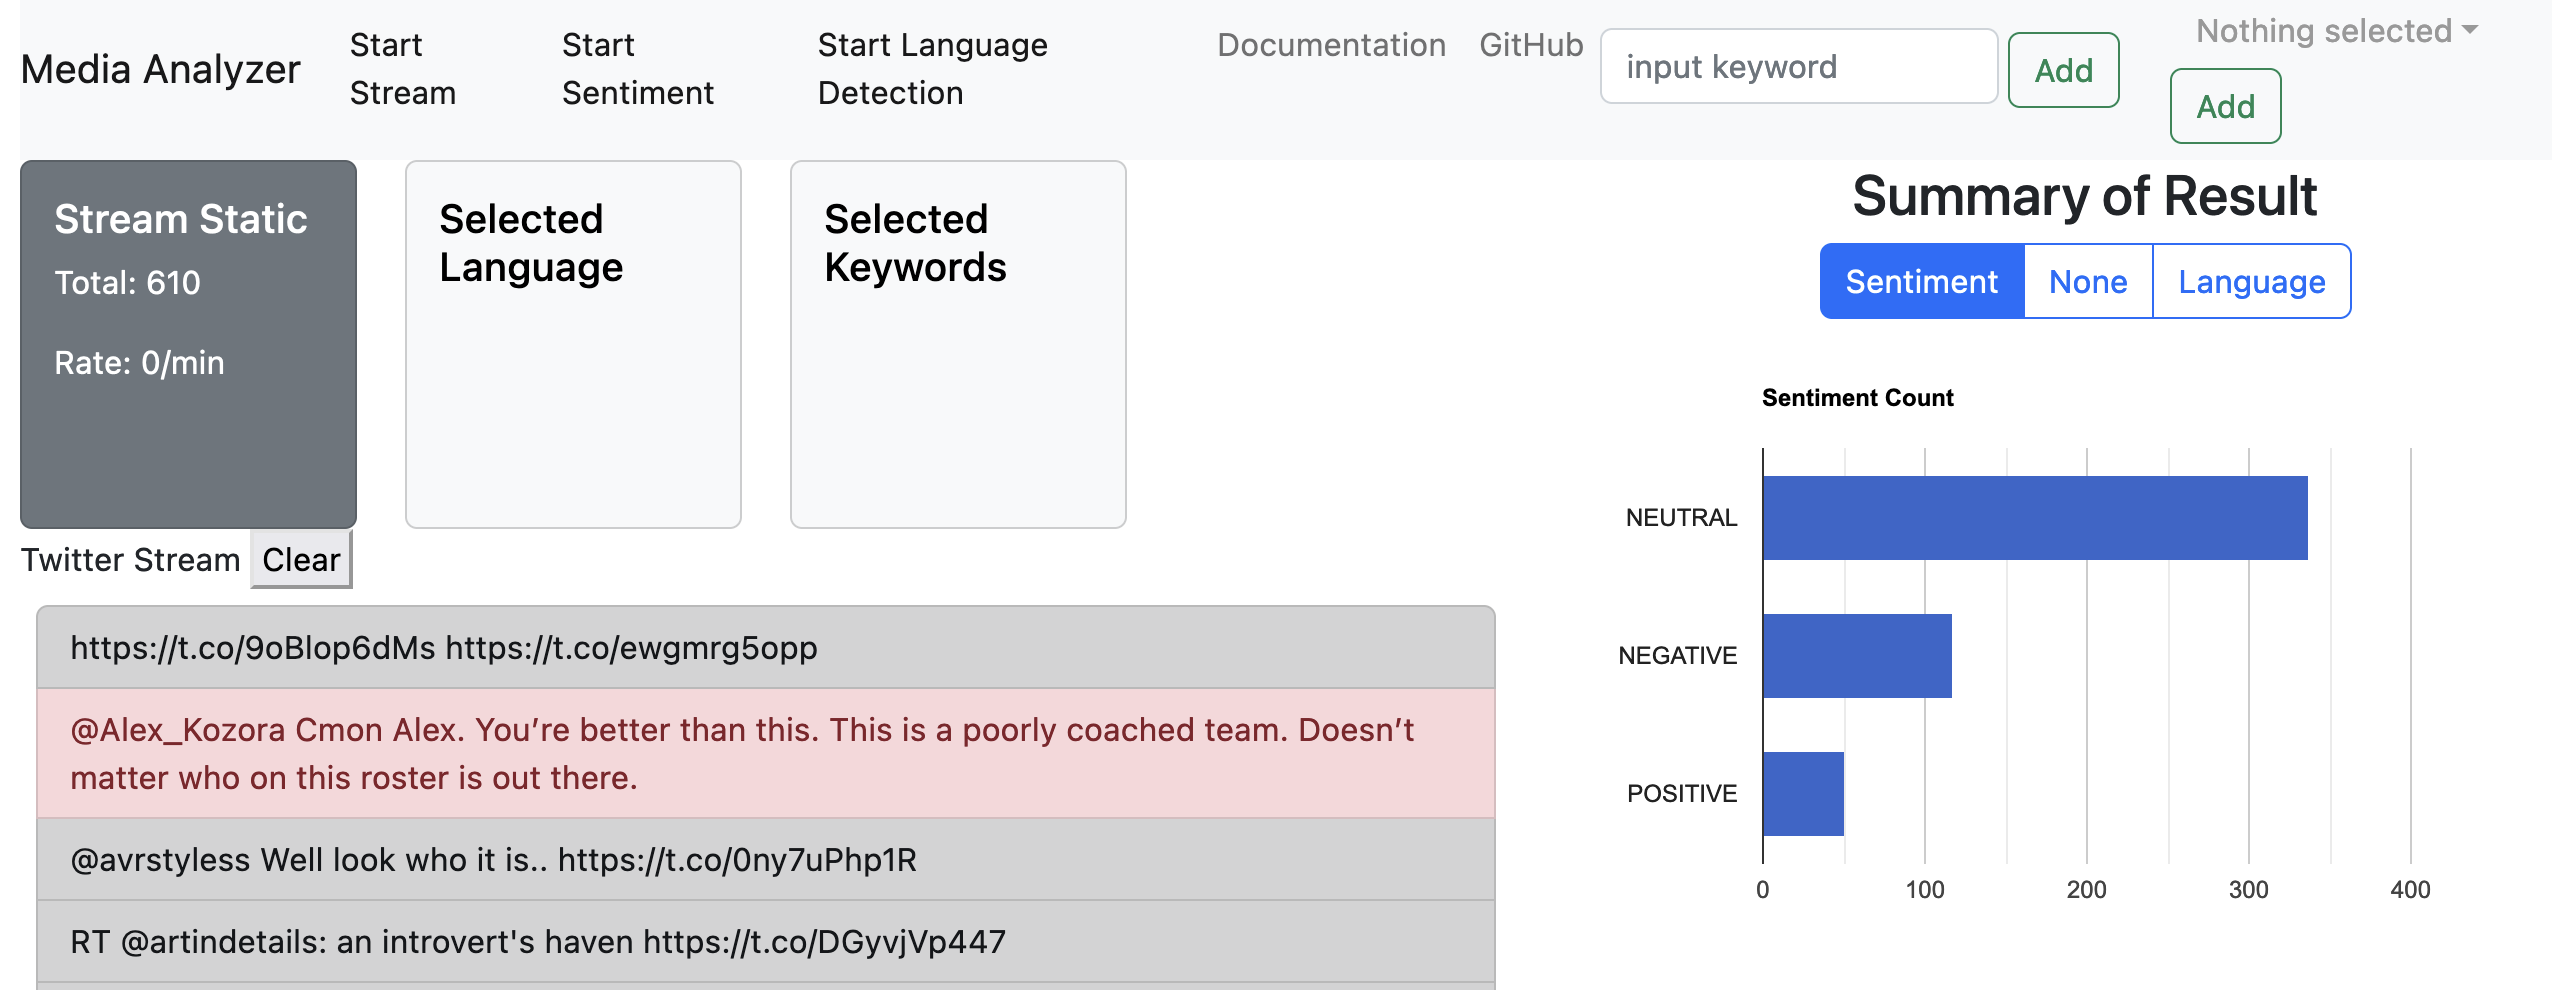 Media Analyzer
Start
Stream
Start
Sentiment
Start Language
Detection
Documentation
GitHub
input keyword
Add
Nothing selected
Add
Stream Static
Total: 610
Rate: 0/min
Selected
Language
Selected
Keywords
Summary of Result
Sentiment None Language
Twitter Stream Clear
https://t.co/9oBlop6dMs https://t.co/ewgmrg5opp
@Alex_Kozora Cmon Alex. You’re better than this. This is a poorly coached team. Doesn’t
matter who on this roster is out there.
@avrstyless Well look who it is.. https://t.co/0ny7uPhp1R
RT @artindetails: an introvert's haven https://t.co/DGyvjVp447
Sentiment Count
NEUTRAL
NEGATIVE
POSITIVE
0 100 200 300 400